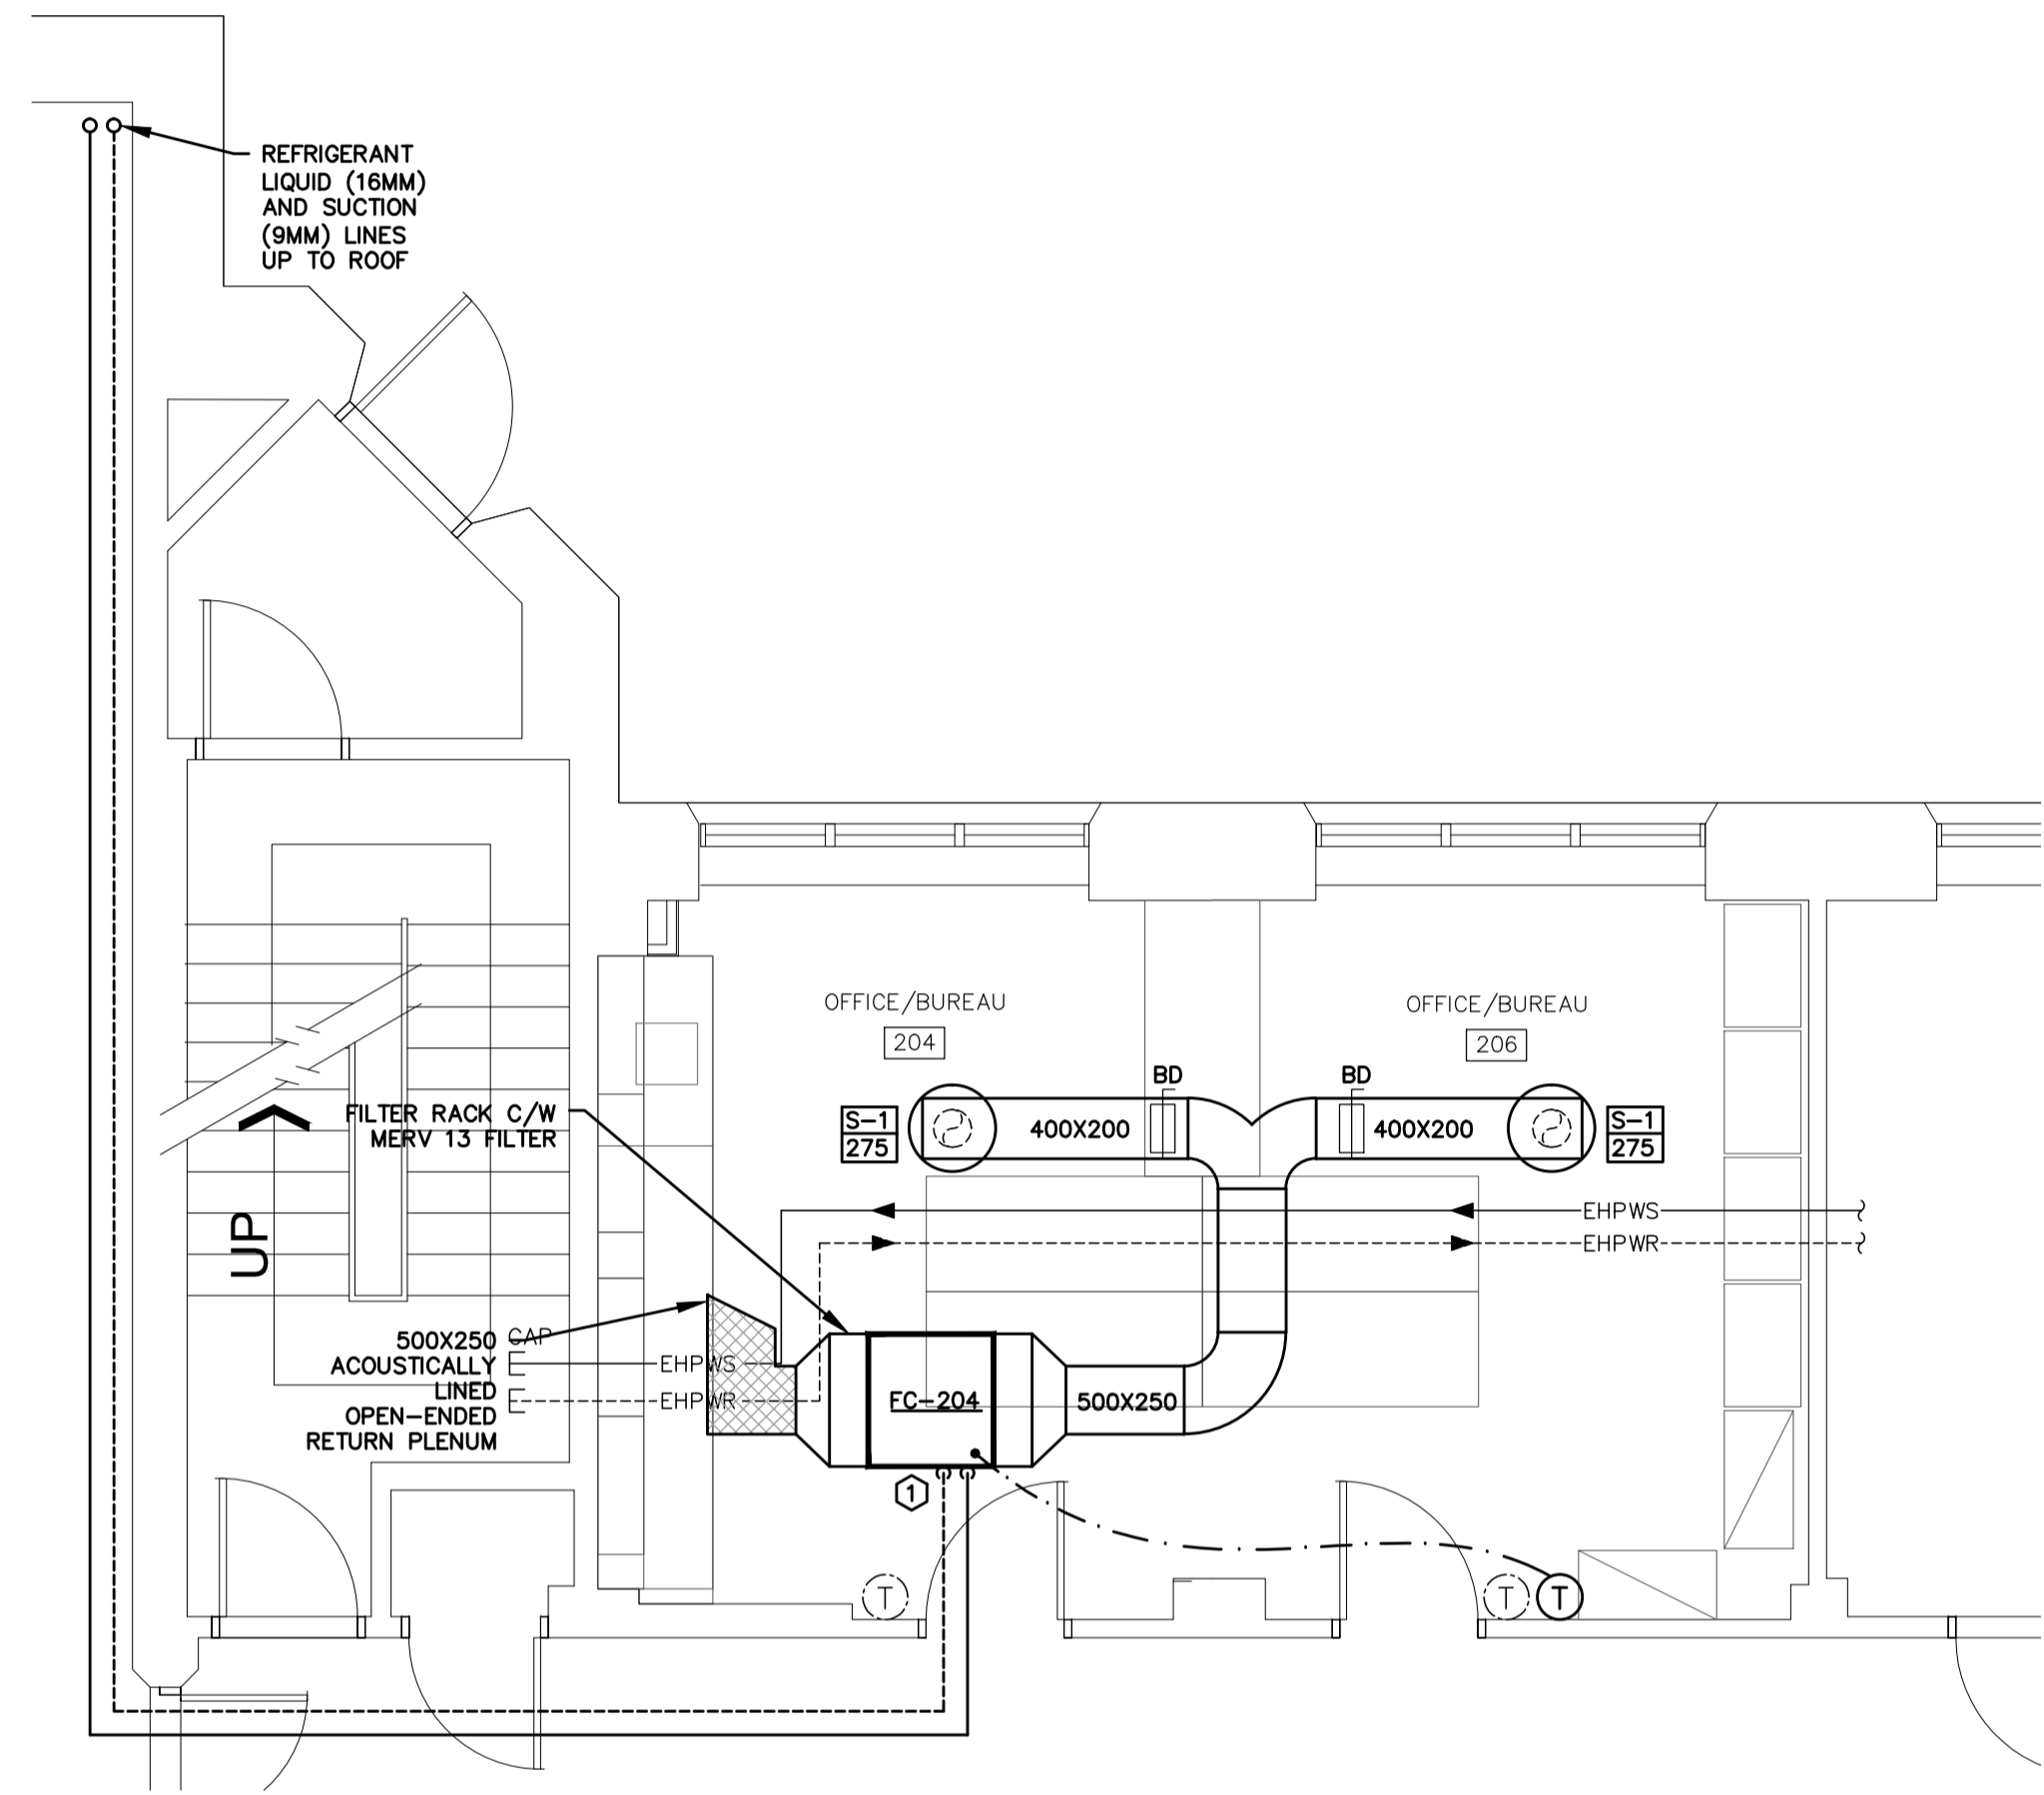 REFRIGERANT
LIQUID (16MM)
AND SUCTION
(9MM) LINES
UP TO ROOF
OFFICE/BUREAU
204
OFFICE/BUREAU
206
BD
BD
FILTER RACK C/W
MERV 13 FILTER
S-1
275
400X200
400X200
S-1
275
UP
EHPWS
EHPWR
500X250
ACOUSTICALLY
LINED
OPEN-ENDED
RETURN PLENUM
CAP
EHPWS
EHPWR
FC-204
500X250
1
T
T
T